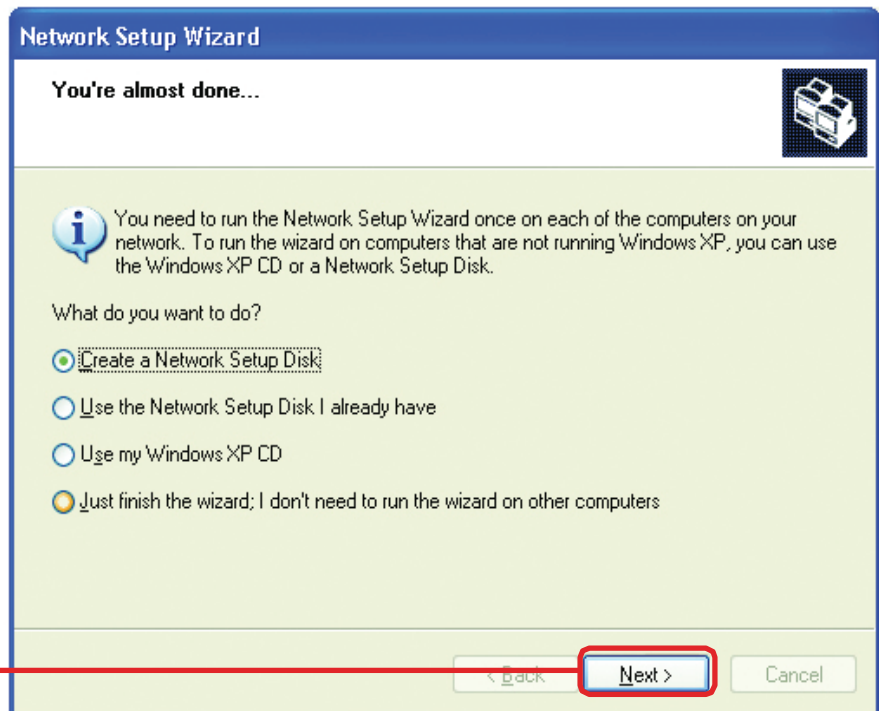 Network Setup Wizard
You're almost done...
You need to run the Network Setup Wizard once on each of the computers on your
network. To run the wizard on computers that are not running Windows XP, you can use
the Windows XP CD or a Network Setup Disk.
What do you want to do?
Create a Network Setup Disk
Use the Network Setup Disk I already have
Use my Windows XP CD
Just finish the wizard; I don't need to run the wizard on other computers
< Back Next > Cancel